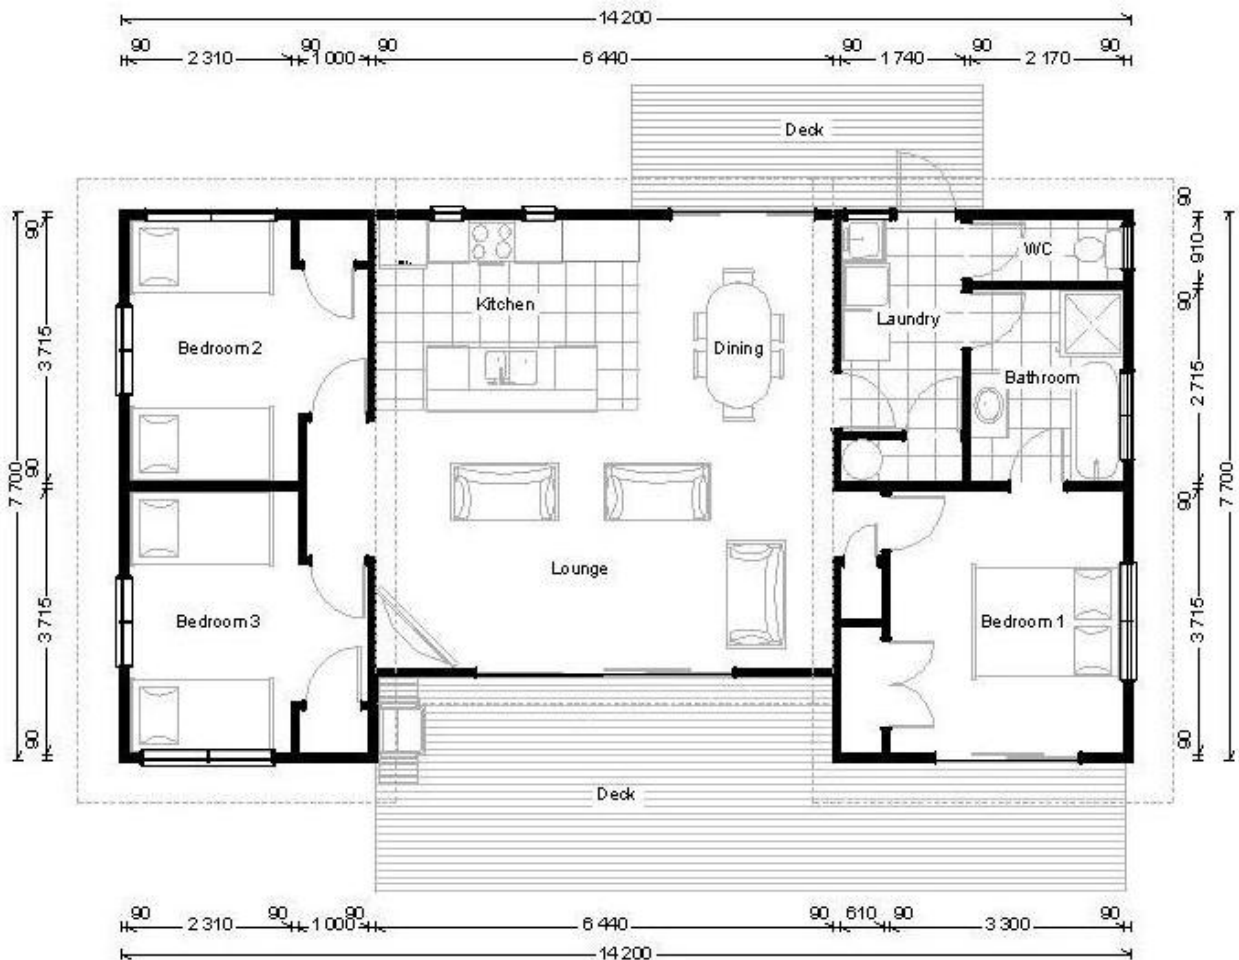 14 200
90 90 90 90 90 90
2 310 1 000 6 440 1 740 2 170
Deck
90 90
910
WC
90 90
Kitchen
Laundry
Bedroom 2 Dining
3 715 2 715
Bathroom
90
7 700 7 700
90
Lounge
Bedroom 3 Bedroom 1
3 715 3 715
90 90
Deck
90 90 90 90 610 90 90
2 310 1 000 6 440 3 300
14 200